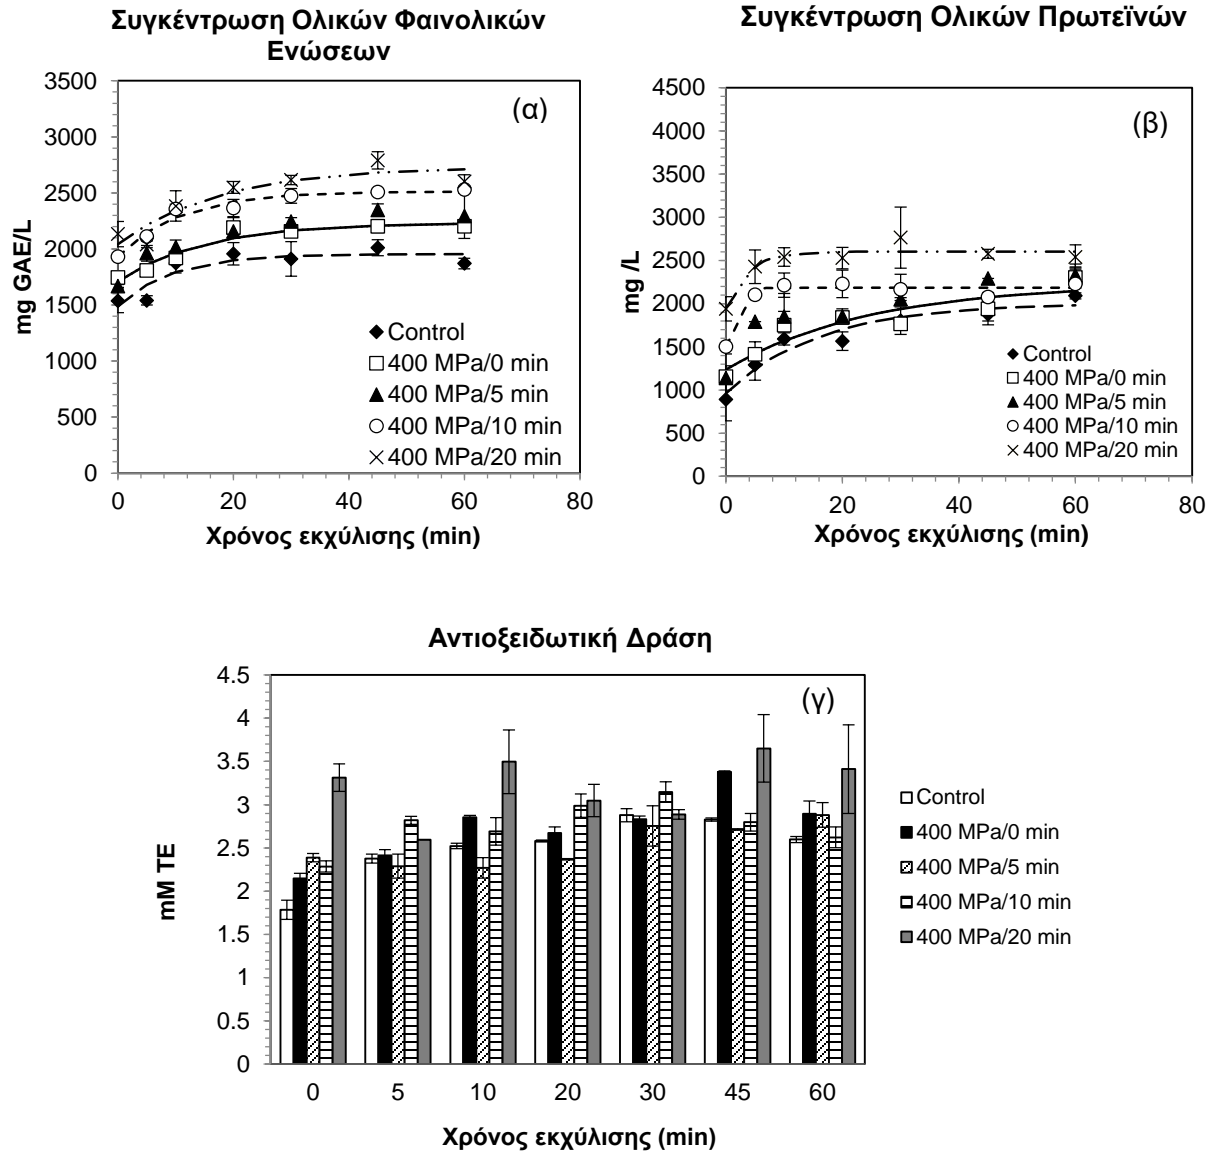 Συγκέντρωση Ολικών Φαινολικών
Ενώσεων
3500
3000
2500
2000
1500
1000
500
0
mg GAE/L
(α)
Control
400 MPa/0 min
400 MPa/5 min
400 MPa/10 min
400 MPa/20 min
0 20 40 60 80
Χρόνος εκχύλισης (min)
Συγκέντρωση Ολικών Πρωτεϊνών
4500
4000
3500
3000
2500
2000
1500
1000
500
0
mg /L
(β)
Control
400 MPa/0 min
400 MPa/5 min
400 MPa/10 min
400 MPa/20 min
0 20 40 60 80
Χρόνος εκχύλισης (min)
Αντιοξειδωτική Δράση
4.5
4
3.5
3
2.5
2
1.5
1
0.5
0
mM TE
(γ)
Control
400 MPa/0 min
400 MPa/5 min
400 MPa/10 min
400 MPa/20 min
0 5 10 20 30 45 60
Χρόνος εκχύλισης (min)